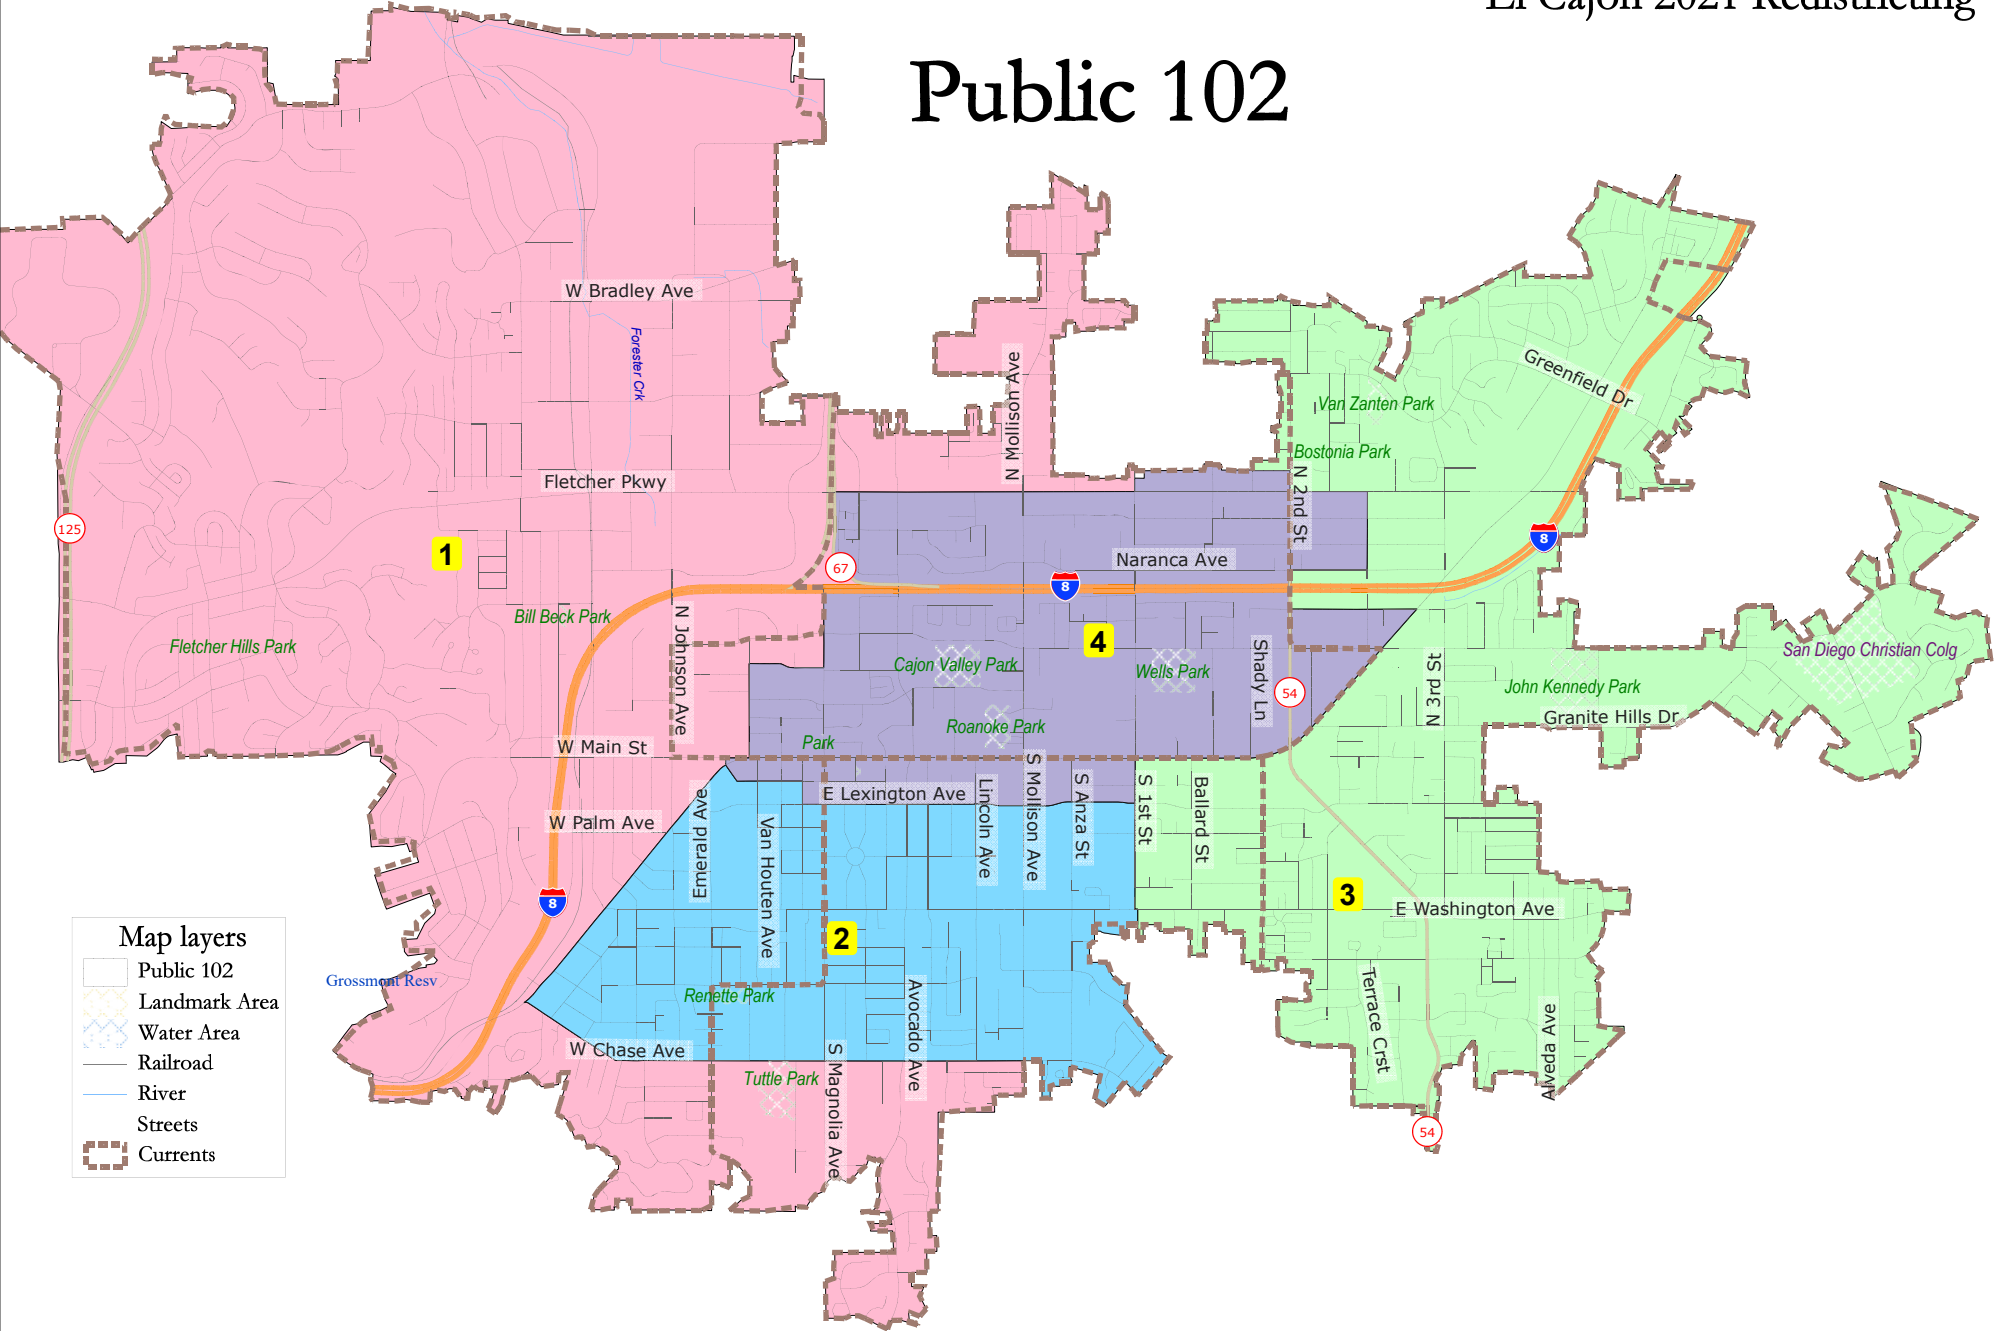 El Cajon 2021 Redistricting
Public 102
W Bradley Ave
Forester Crk
N Mollison Ave
Greenfield Dr
Van Zanten Park
Bostonia Park
Fletcher Pkwy
N 2nd St
125
1
67
Naranca Ave
8
8
Bill Beck Park
Fletcher Hills Park
N Johnson Ave
4
Cajon Valley Park
Wells Park
Shady Ln
54
N 3rd St
San Diego Christian Colg
John Kennedy Park
Granite Hills Dr
Roanoke Park
Park
W Main St
E Lexington Ave
W Palm Ave
Emerald Ave
Van Houten Ave
Lincoln Ave
S Mollison Ave
S Anza St
S 1st St
Ballard St
3
E Washington Ave
8
2
Grossmont Resv
Renette Park
Avocado Ave
Terrace Crst
W Chase Ave
S Magnolia Ave
Tuttle Park
54
Map layers
Public 102
Landmark Area
Water Area
Railroad
River
Streets
Currents